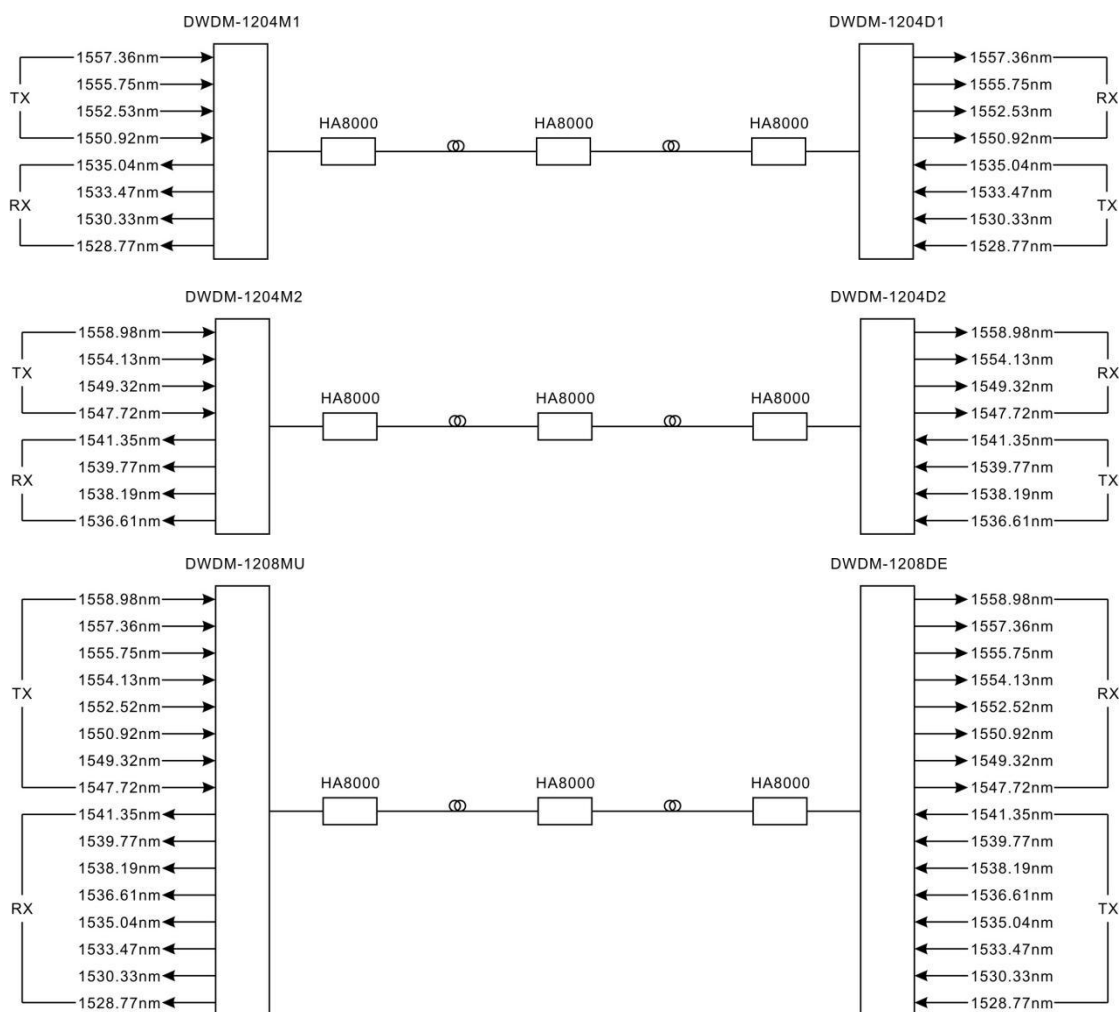 DWDM-1204M1 DWDM-1204D1
1557.36nm 1557.36nm
1555.75nm 1555.75nm
TX RX
1552.53nm HA8000 HA8000 HA8000 1552.53nm
1550.92nm 1550.92nm
1535.04nm 1535.04nm
1533.47nm 1533.47nm
RX TX
1530.33nm 1530.33nm
1528.77nm 1528.77nm
DWDM-1204M2 DWDM-1204D2
1558.98nm 1558.98nm
1554.13nm 1554.13nm
TX RX
1549.32nm 1549.32nm
HA8000 HA8000 HA8000
1547.72nm 1547.72nm
1541.35nm 1541.35nm
1539.77nm 1539.77nm
RX TX
1538.19nm 1538.19nm
1536.61nm 1536.61nm
DWDM-1208MU DWDM-1208DE
1558.98nm 1558.98nm
1557.36nm 1557.36nm
1555.75nm 1555.75nm
1554.13nm 1554.13nm
TX RX
1552.52nm 1552.52nm
1550.92nm 1550.92nm
1549.32nm 1549.32nm
HA8000 HA8000 HA8000
1547.72nm 1547.72nm
1541.35nm 1541.35nm
1539.77nm 1539.77nm
1538.19nm 1538.19nm
1536.61nm 1536.61nm
RX TX
1535.04nm 1535.04nm
1533.47nm 1533.47nm
1530.33nm 1530.33nm
1528.77nm 1528.77nm